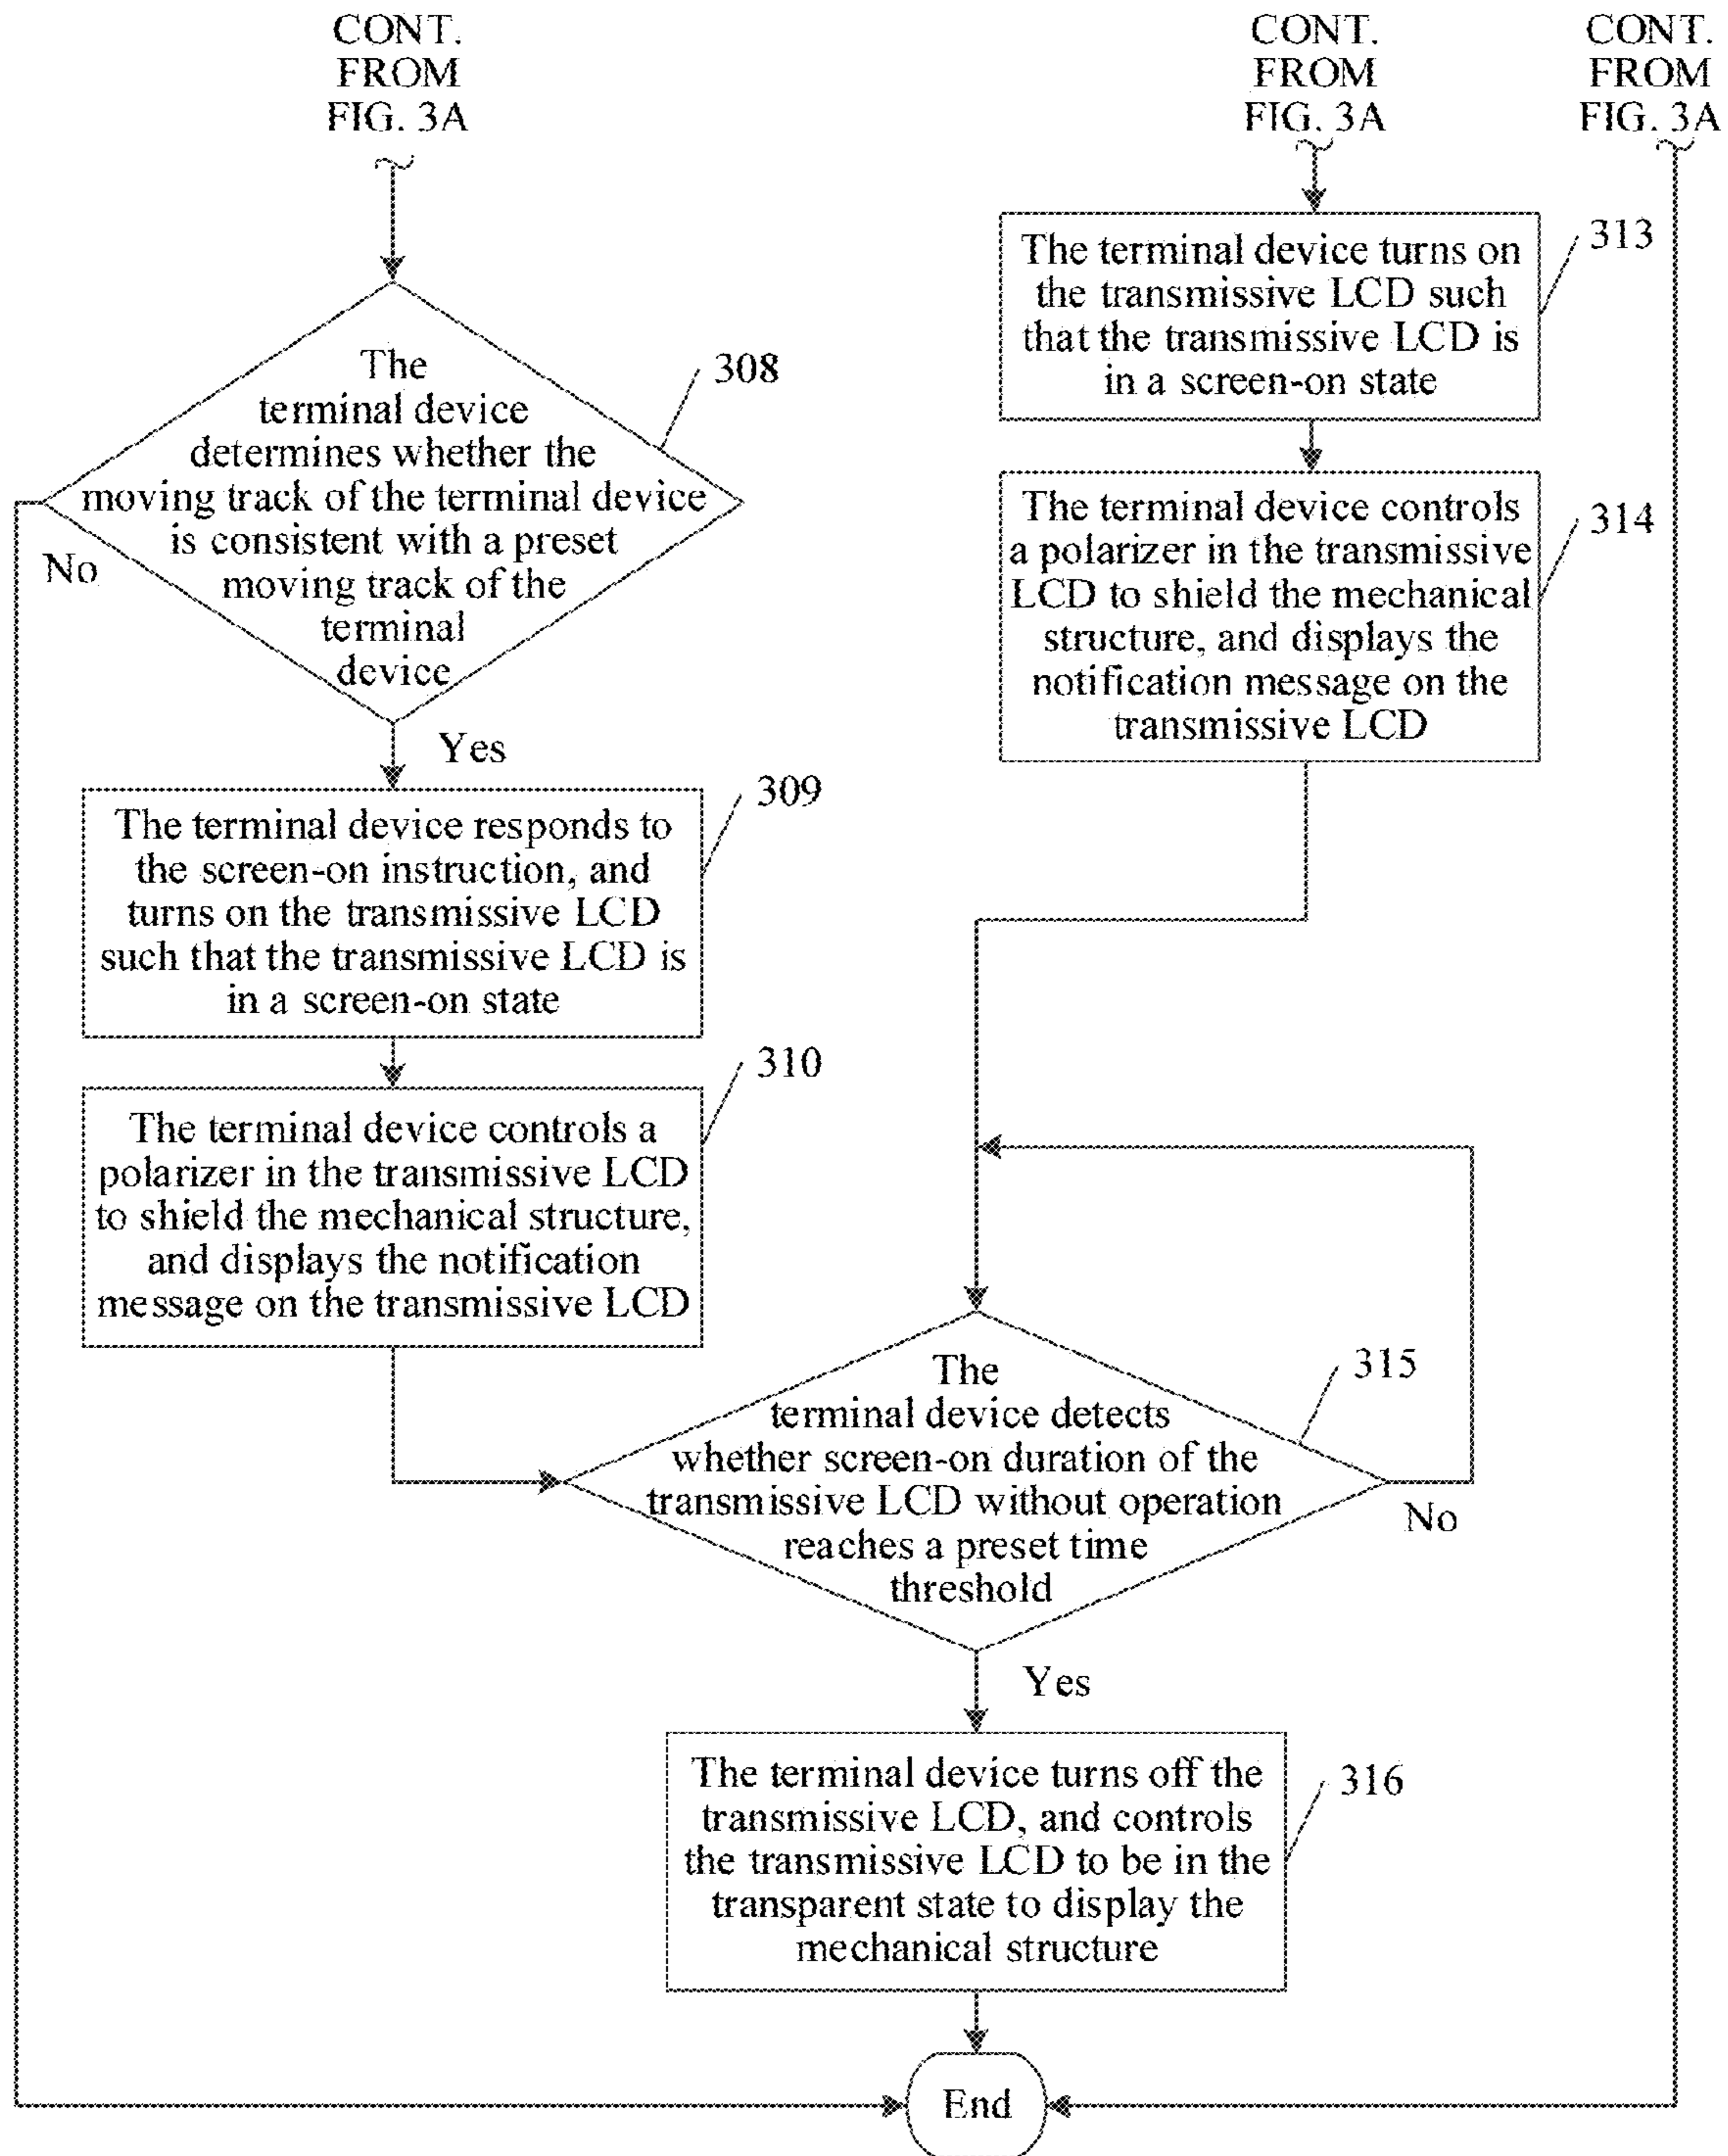 CONT.
FROM
FIG. 3A
CONT.
FROM
FIG. 3A
CONT.
FROM
FIG. 3A
The
terminal device
determines whether the
moving track of the terminal device
is consistent with a preset
moving track of the
terminal
device
308
No
Yes
The terminal device responds to
the screen-on instruction, and
turns on the transmissive LCD
such that the transmissive LCD is
in a screen-on state
309
The terminal device controls a
polarizer in the transmissive LCD
to shield the mechanical structure,
and displays the notification
message on the transmissive LCD
310
The terminal device turns on
the transmissive LCD such
that the transmissive LCD is
in a screen-on state
313
The terminal device controls
a polarizer in the transmissive
LCD to shield the mechanical
structure, and displays the
notification message on the
transmissive LCD
314
The
terminal device detects
whether screen-on duration of the
transmissive LCD without operation
reaches a preset time
threshold
315
No
Yes
The terminal device turns off the
transmissive LCD, and controls
the transmissive LCD to be in the
transparent state to display the
mechanical structure
316
End